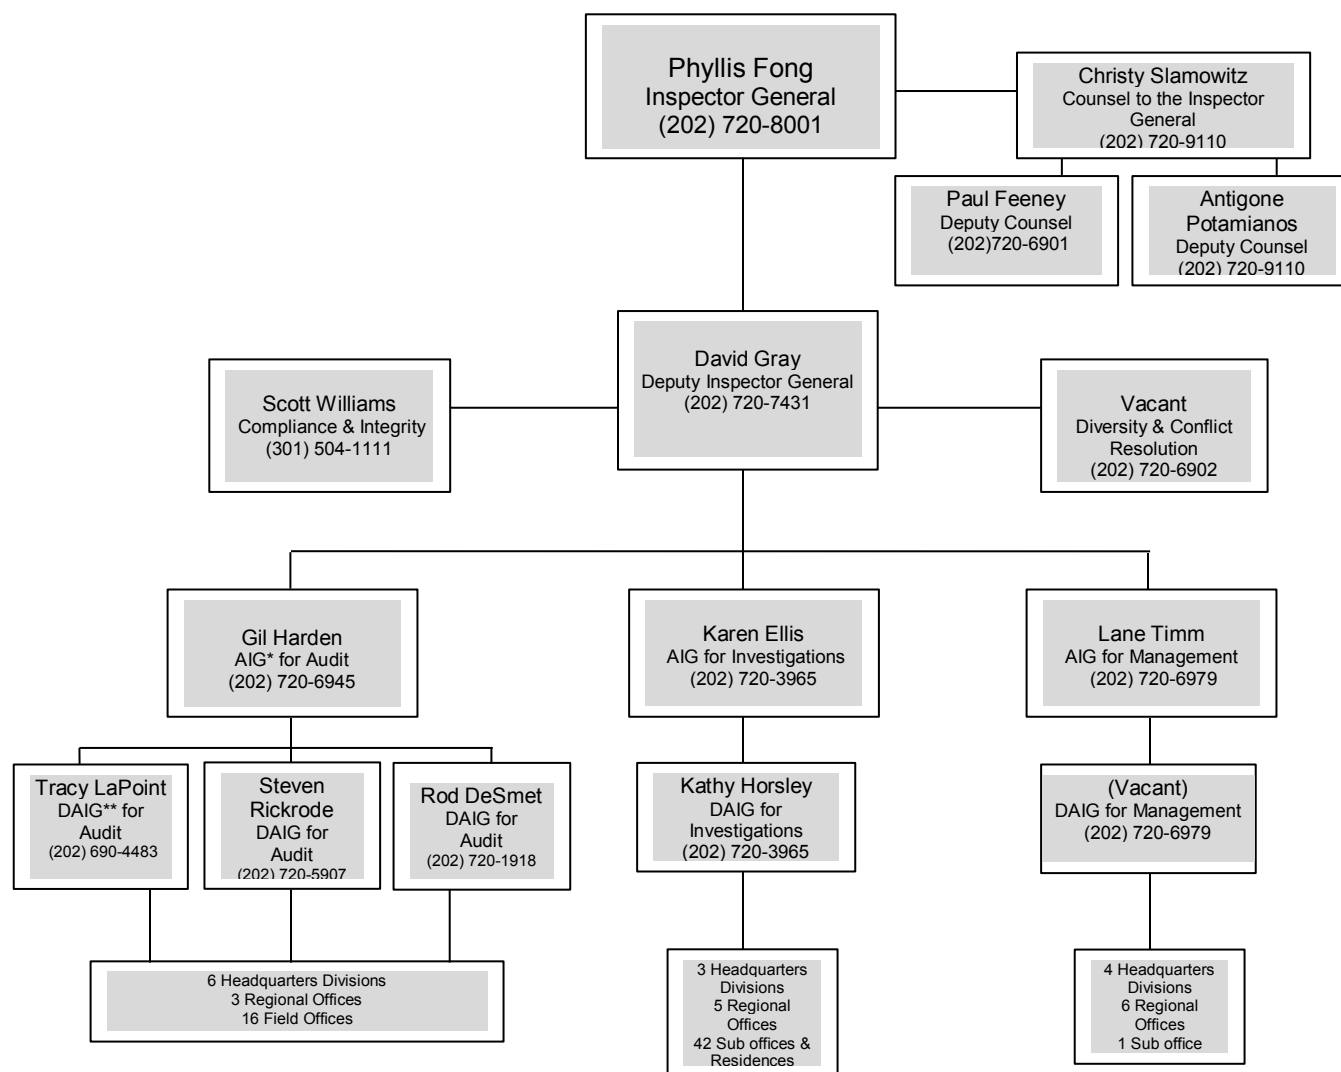 Phyllis Fong
Inspector General
(202) 720-8001
Christy Slamowitz
Counsel to the Inspector
General
(202) 720-9110
Paul Feeney
Deputy Counsel
(202)720-6901
Antigone
Potamianos
Deputy Counsel
(202) 720-9110
David Gray
Deputy Inspector General
(202) 720-7431
Scott Williams
Compliance & Integrity
(301) 504-1111
Vacant
Diversity & Conflict
Resolution
(202) 720-6902
Gil Harden
AIG* for Audit
(202) 720-6945
Karen Ellis
AIG for Investigations
(202) 720-3965
Lane Timm
AIG for Management
(202) 720-6979
Tracy LaPoint
DAIG** for
Audit
(202) 690-4483
Steven
Rickrode
DAIG for
Audit
(202) 720-5907
Rod DeSmet
DAIG for
Audit
(202) 720-1918
Kathy Horsley
DAIG for
Investigations
(202) 720-3965
(Vacant)
DAIG for Management
(202) 720-6979
6 Headquarters Divisions
3 Regional Offices
16 Field Offices
3 Headquarters
Divisions
5 Regional
Offices
42 Sub offices &
Residences
4 Headquarters
Divisions
6 Regional
Offices
1 Sub office